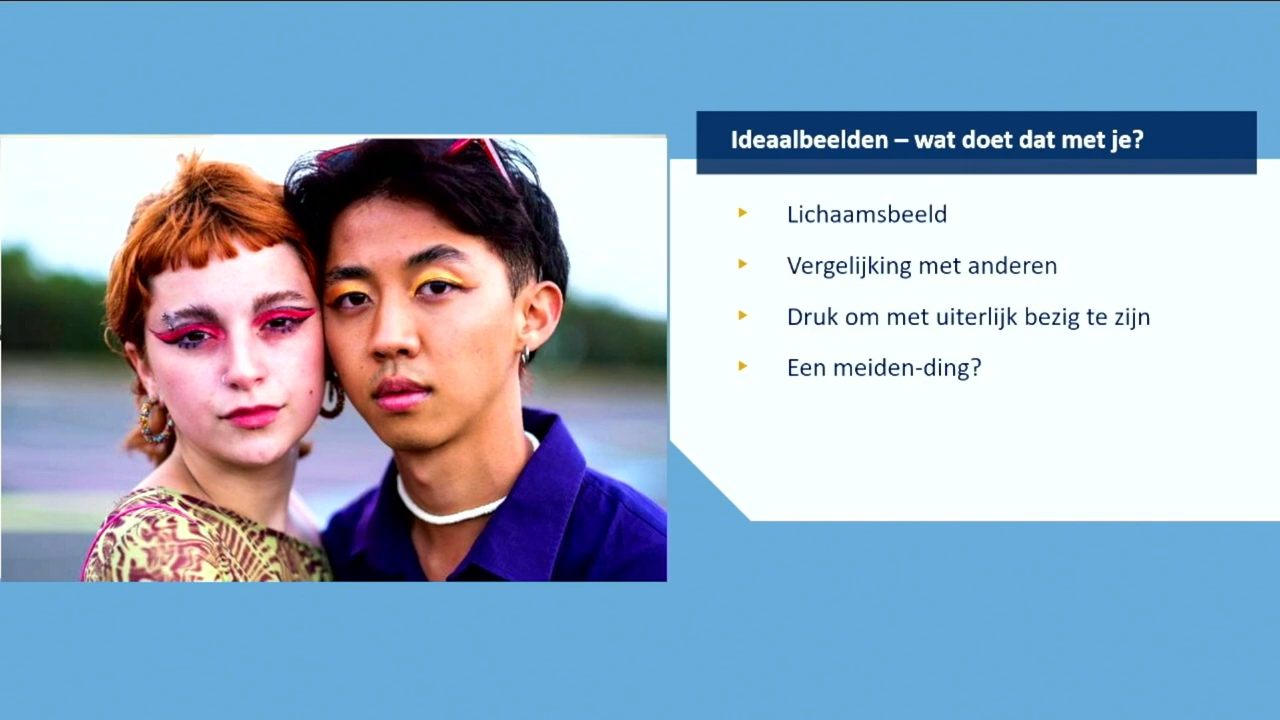 Ideaalbeelden – wat doet dat met je?
Lichaamsbeeld
Vergelijking met anderen
Druk om met uiterlijk bezig te zijn
Een meiden-ding?